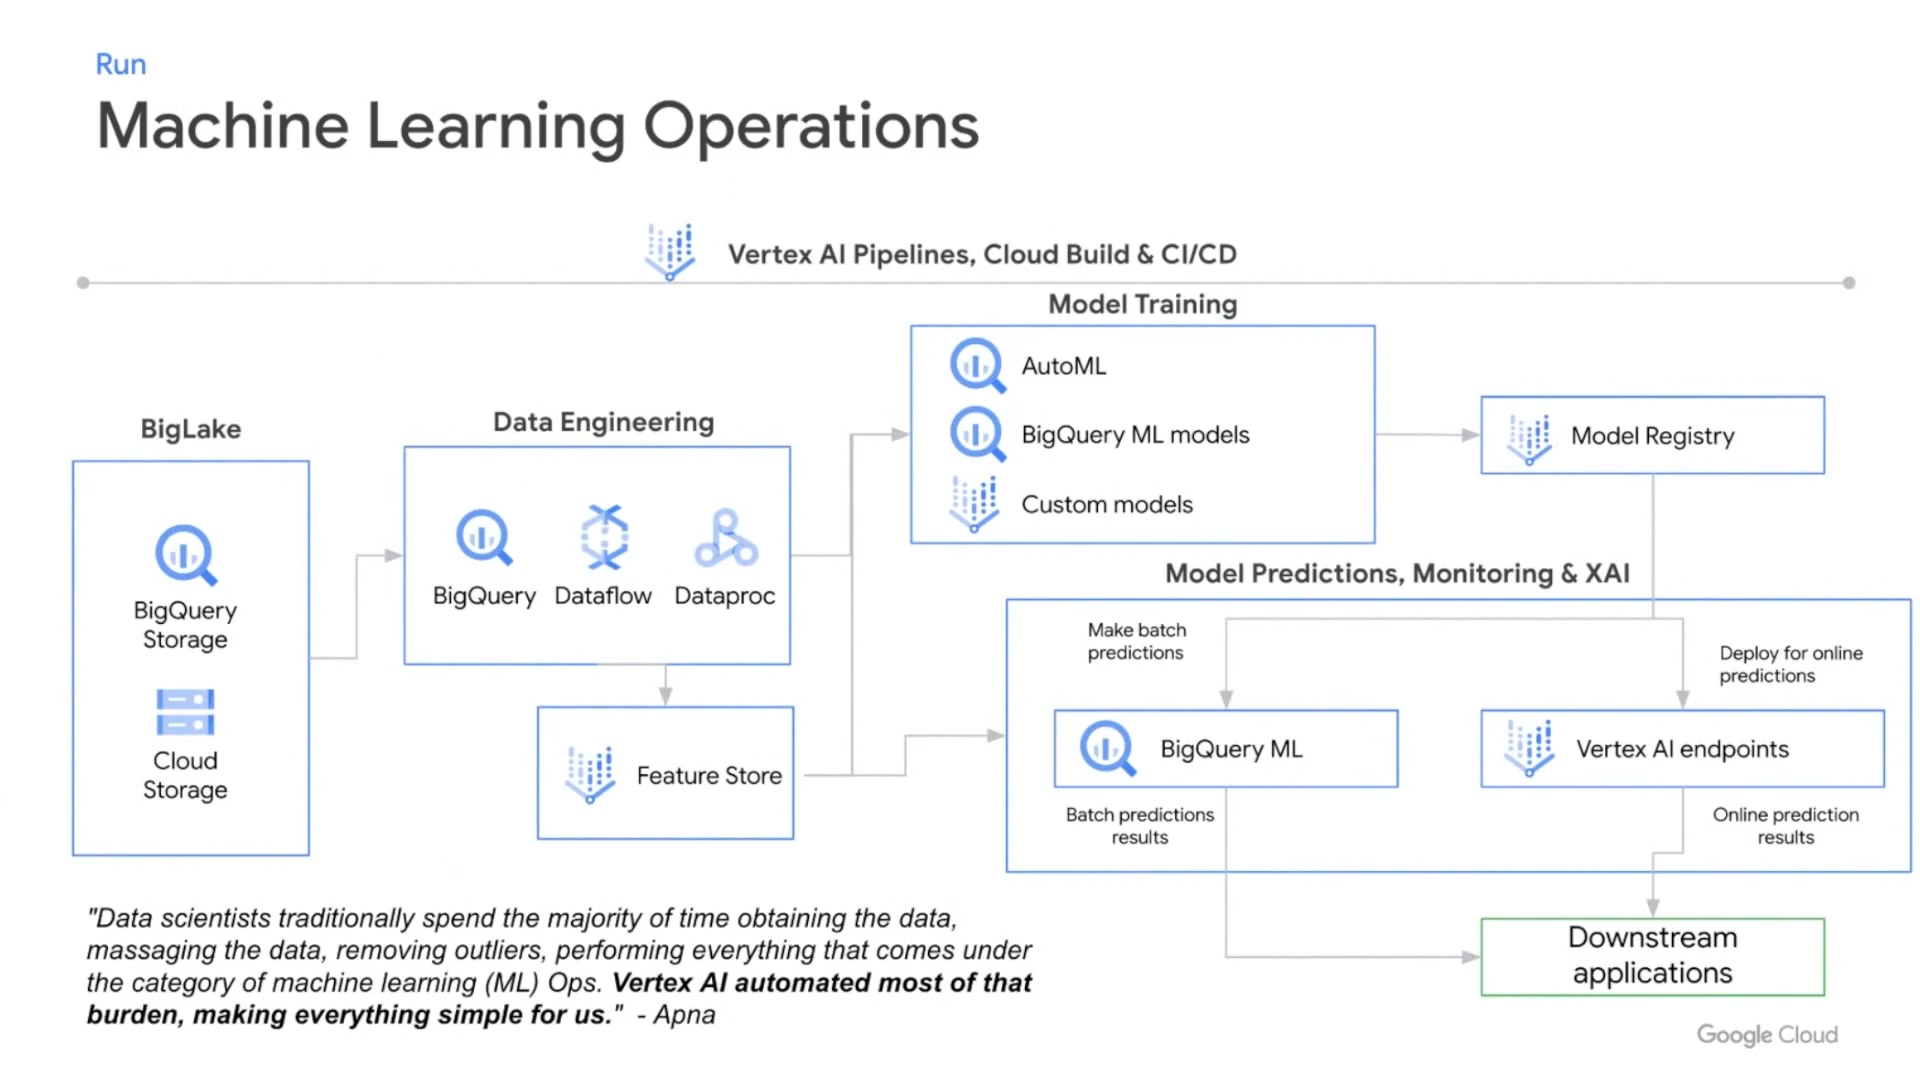 Run
Machine Learning Operations
Vertex AI Pipelines, Cloud Build & CI/CD
BigLake
BigQuery
Storage
Cloud
Storage
Data Engineering
BigQuery
Dataflow
Dataproc
Feature Store
Model Training
AutoML
BigQuery ML models
Custom models
Model Registry
Model Predictions, Monitoring & XAI
Make batch
predictions
Deploy for online
predictions
BigQuery ML
Vertex AI endpoints
Batch predictions
results
Online prediction
results
Downstream
applications
"Data scientists traditionally spend the majority of time obtaining the data,
massaging the data, removing outliers, performing everything that comes under
the category of machine learning (ML) Ops. Vertex AI automated most of that
burden, making everything simple for us." - Apna
Google Cloud